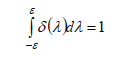 ∫_{-ε}^{ε} δ(λ)dλ = 1